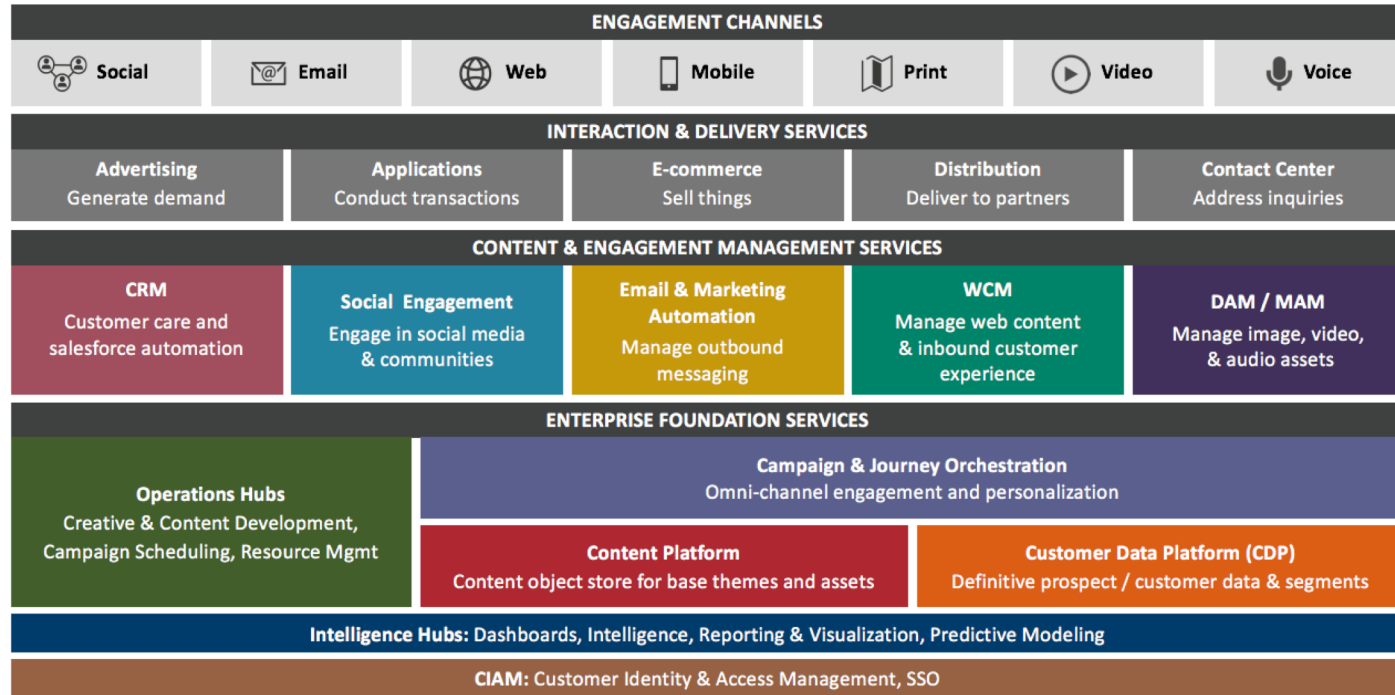 ENGAGEMENT CHANNELS
Social
Email
Web
Mobile
Print
Video
Voice
INTERACTION & DELIVERY SERVICES
Advertising
Generate demand
Applications
Conduct transactions
E-commerce
Sell things
Distribution
Deliver to partners
Contact Center
Address inquiries
CONTENT & ENGAGEMENT MANAGEMENT SERVICES
CRM
Customer care and
salesforce automation
Social Engagement
Engage in social media
& communities
Email & Marketing
Automation
Manage outbound
messaging
WCM
Manage web content
& inbound customer
experience
DAM / MAM
Manage image, video,
& audio assets
ENTERPRISE FOUNDATION SERVICES
Operations Hubs
Creative & Content Development,
Campaign Scheduling, Resource Mgmt
Campaign & Journey Orchestration
Omni-channel engagement and personalization
Content Platform
Content object store for base themes and assets
Customer Data Platform (CDP)
Definitive prospect / customer data & segments
Intelligence Hubs: Dashboards, Intelligence, Reporting & Visualization, Predictive Modeling
CIAM: Customer Identity & Access Management, SSO